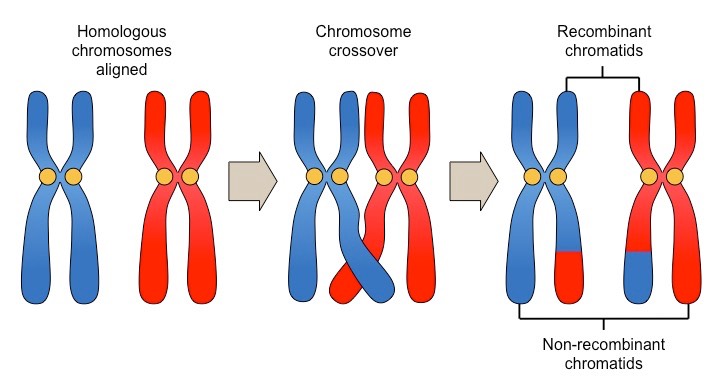 Homologous
chromosomes
aligned
Chromosome
crossover
Recombinant
chromatids
Non-recombinant
chromatids